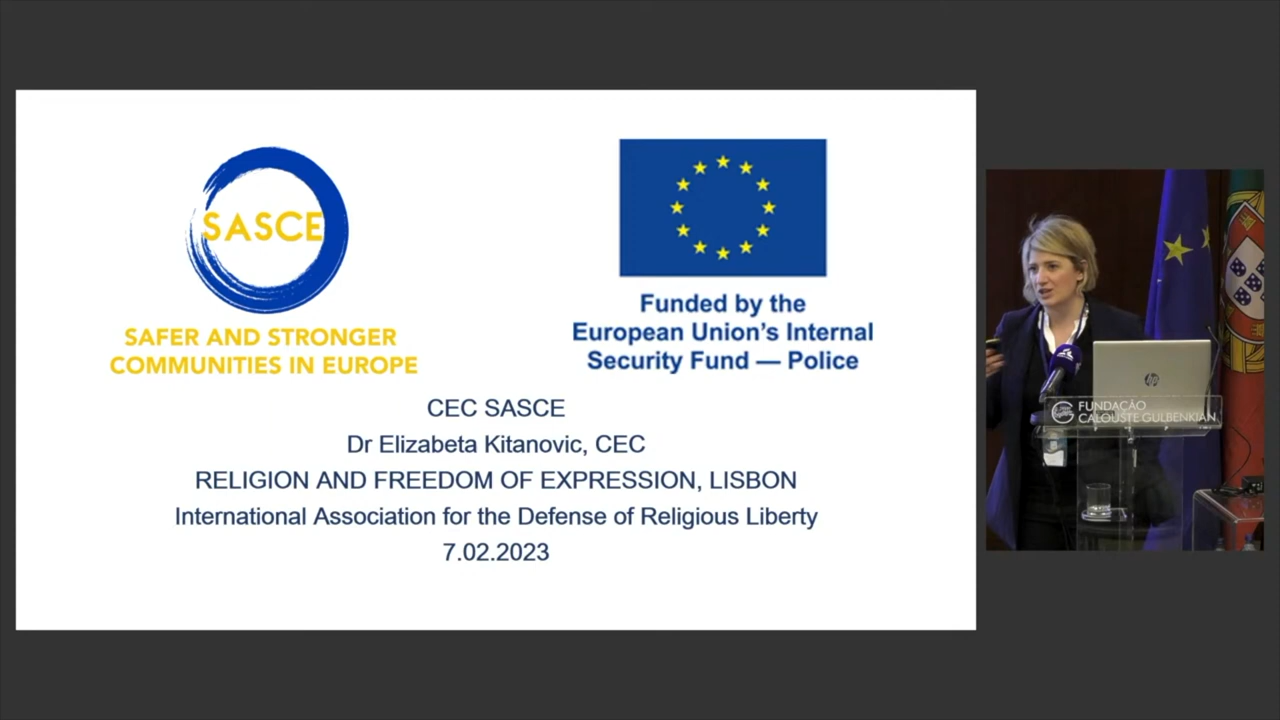 SASCE
SAFER AND STRONGER
COMMUNITIES IN EUROPE
Funded by the
European Union's Internal
Security Fund — Police
CEC SASCE
Dr Elizabeta Kitanovic, CEC
RELIGION AND FREEDOM OF EXPRESSION, LISBON
International Association for the Defense of Religious Liberty
7.02.2023
hp
FUNDAÇÃO
CALOUSTE GULBENKIAN